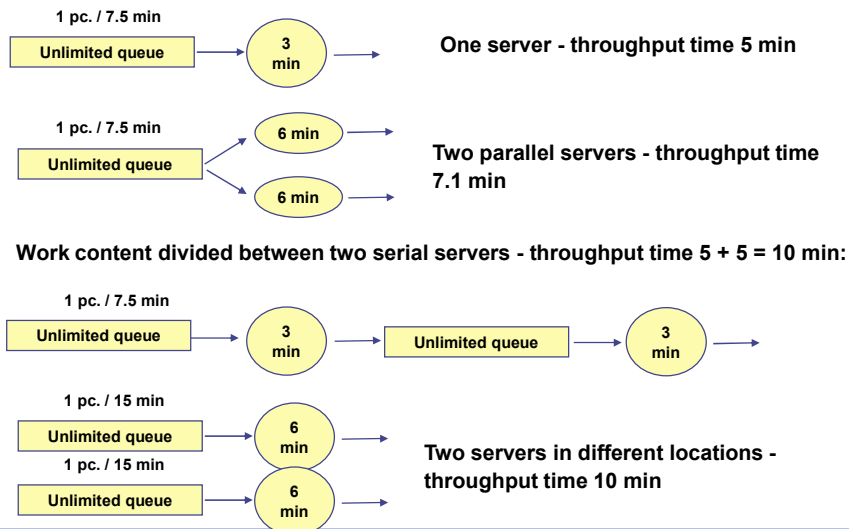 1 pc. / 7.5 min
Unlimited queue
3
min
One server - throughput time 5 min
1 pc. / 7.5 min
Unlimited queue
6 min
6 min
Two parallel servers - throughput time
7.1 min
Work content divided between two serial servers - throughput time 5 + 5 = 10 min:
1 pc. / 7.5 min
Unlimited queue
3
min
Unlimited queue
3
min
1 pc. / 15 min
Unlimited queue
6
min
1 pc. / 15 min
Unlimited queue
6
min
Two servers in different locations -
throughput time 10 min